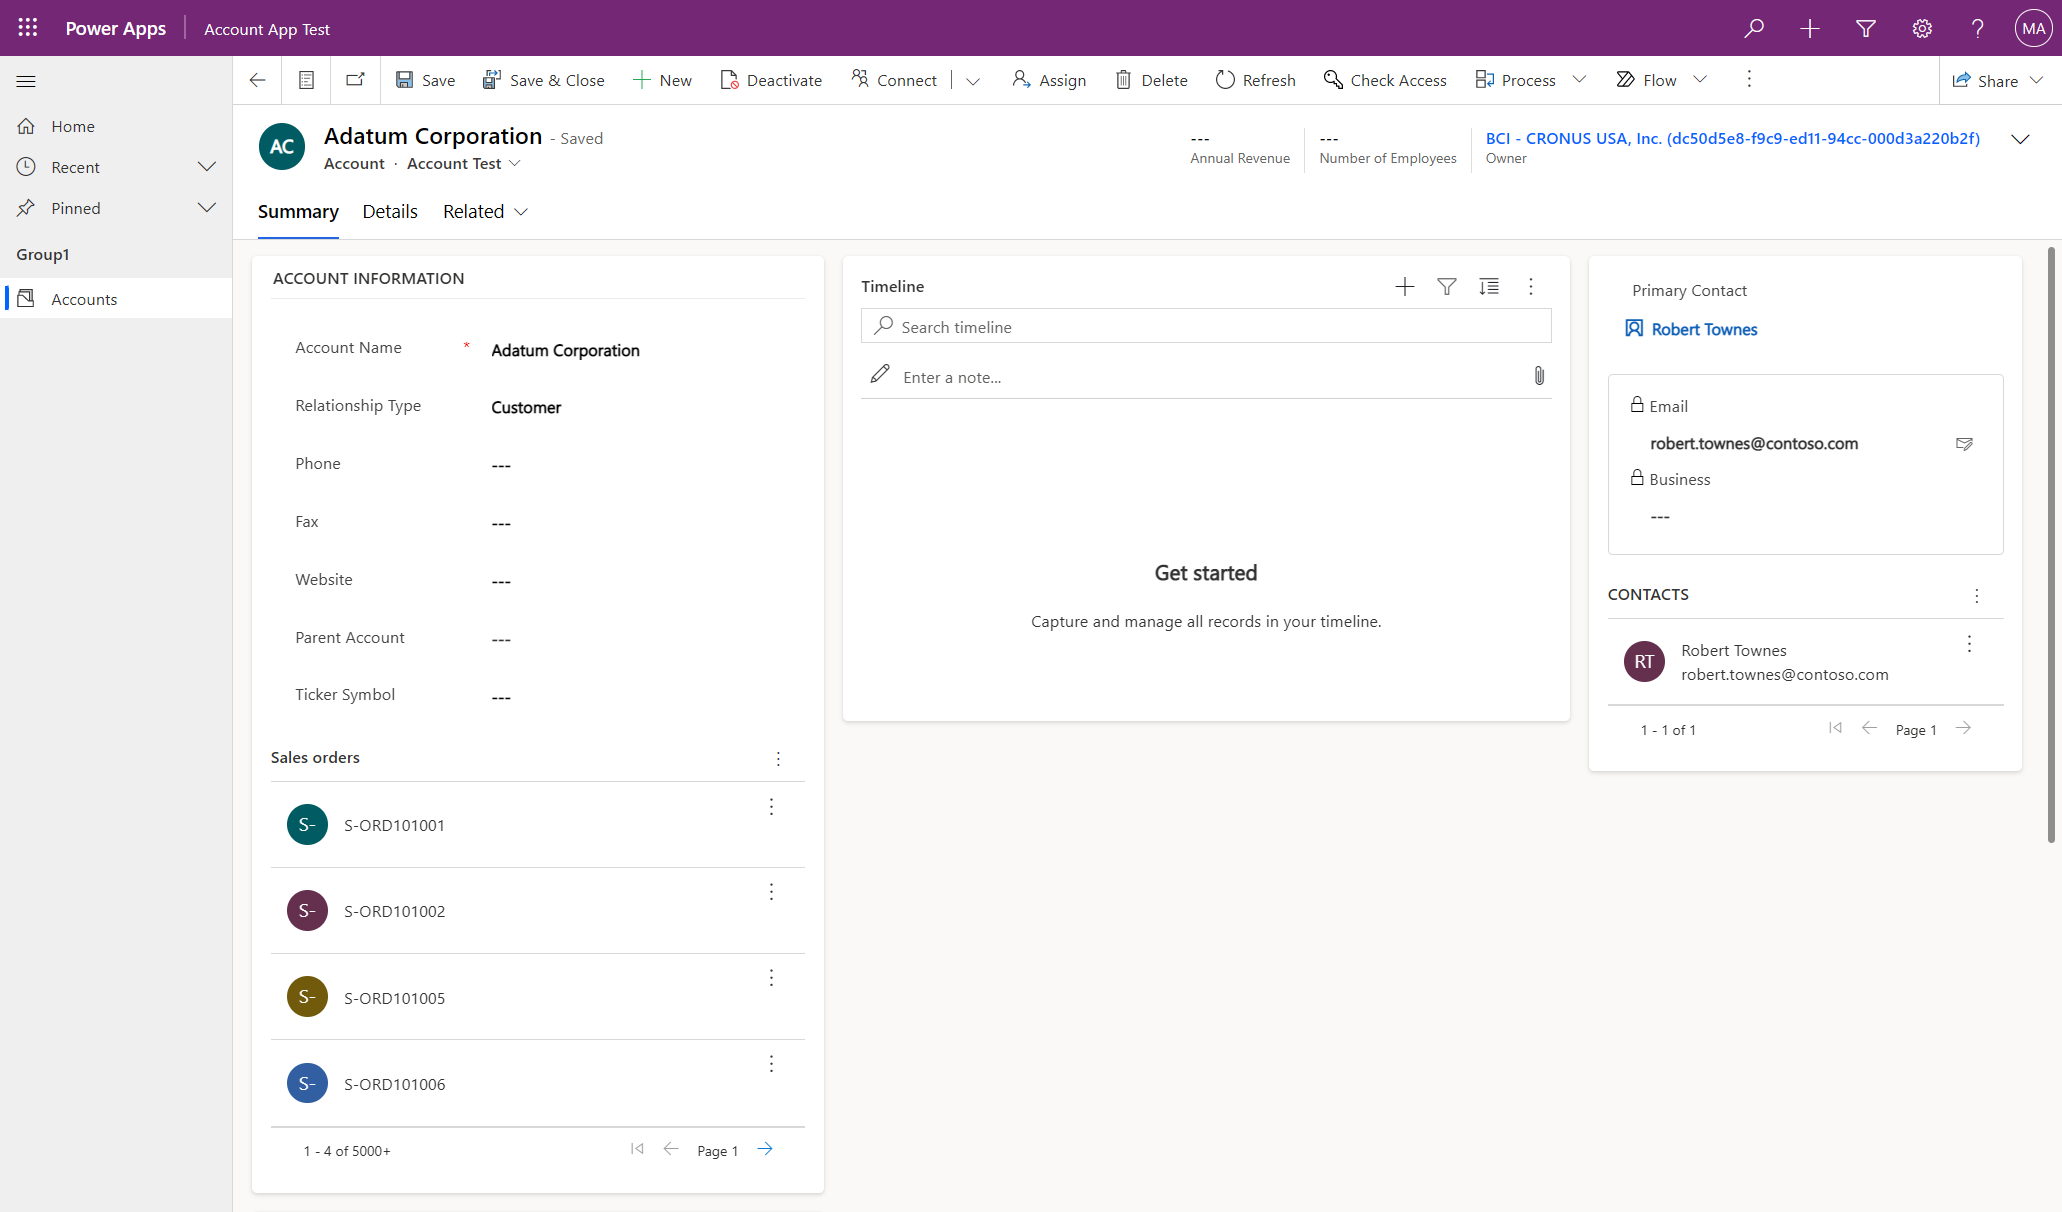 Power Apps
Account App Test
MA
Save
Save & Close
New
Deactivate
Connect
Assign
Delete
Refresh
Check Access
Process
Flow
Share
Home
Recent
Pinned
Group1
Accounts
AC
Adatum Corporation - Saved
Account · Account Test
---
Annual Revenue
---
Number of Employees
BCI - CRONUS USA, Inc. (dc50d5e8-f9c9-ed11-94cc-000d3a220b2f)
Owner
Summary
Details
Related
ACCOUNT INFORMATION
Account Name * Adatum Corporation
Relationship Type Customer
Phone ---
Fax ---
Website ---
Parent Account ---
Ticker Symbol ---
Sales orders
S- S-ORD101001
S- S-ORD101002
S- S-ORD101005
S- S-ORD101006
1 - 4 of 5000+
Page 1
Timeline
Search timeline
Enter a note...
Get started
Capture and manage all records in your timeline.
Primary Contact
Robert Townes
Email
robert.townes@contoso.com
Business
---
CONTACTS
RT
Robert Townes
robert.townes@contoso.com
1 - 1 of 1
Page 1